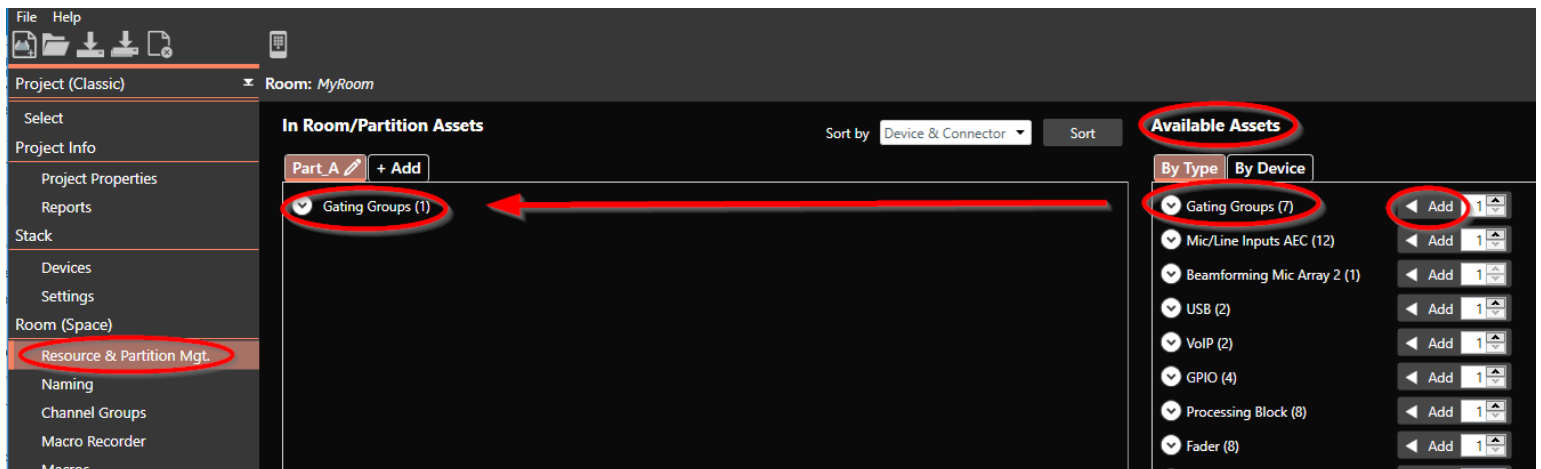 File Help
Project (Classic)
Room: MyRoom
Select
Project Info
Project Properties
Reports
Stack
Devices
Settings
Room (Space)
Resource & Partition Mgt.
Naming
Channel Groups
Macro Recorder
Macros
In Room/Partition Assets
Sort by Device & Connector Sort
Part_A + Add
Gating Groups (1)
Available Assets
By Type By Device
Gating Groups (7) Add 1
Mic/Line Inputs AEC (12) Add 1
Beamforming Mic Array 2 (1) Add 1
USB (2) Add 1
VoIP (2) Add 1
GPIO (4) Add 1
Processing Block (8) Add 1
Fader (8) Add 1